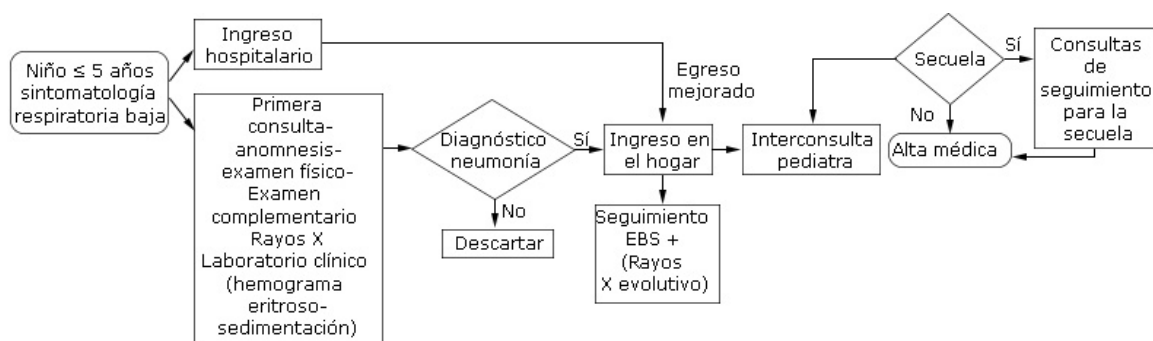 Niño ≤ 5 años
sintomatología
respiratoria baja
Ingreso
hospitalario
Primera
consulta-
anomnesis-
examen físico-
Examen
complementario
Rayos X
Laboratorio clínico
(hemograma
eritroso-
sedimentación)
Diagnóstico
neumonía
Sí
No
Descartar
Egreso
mejorado
Ingreso en
el hogar
Seguimiento
EBS +
(Rayos
X evolutivo)
Interconsulta
pediatra
Secuela
Sí
No
Consultas
de
seguimiento
para la
secuela
Alta médica